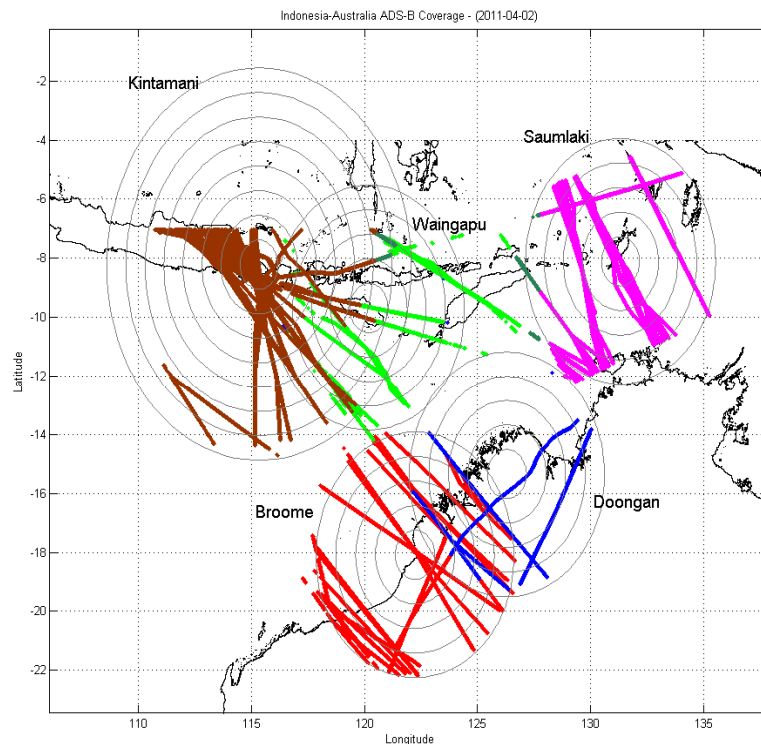 Indonesia-Australia ADS-B Coverage - (2011-04-02)
-2
Kintamani
-4
Saumlaki
-6
Waingapu
-8
-10
Latitude
-12
-14
-16
Broome
Doongan
-18
-20
-22
110
115
120
125
130
135
Longitude